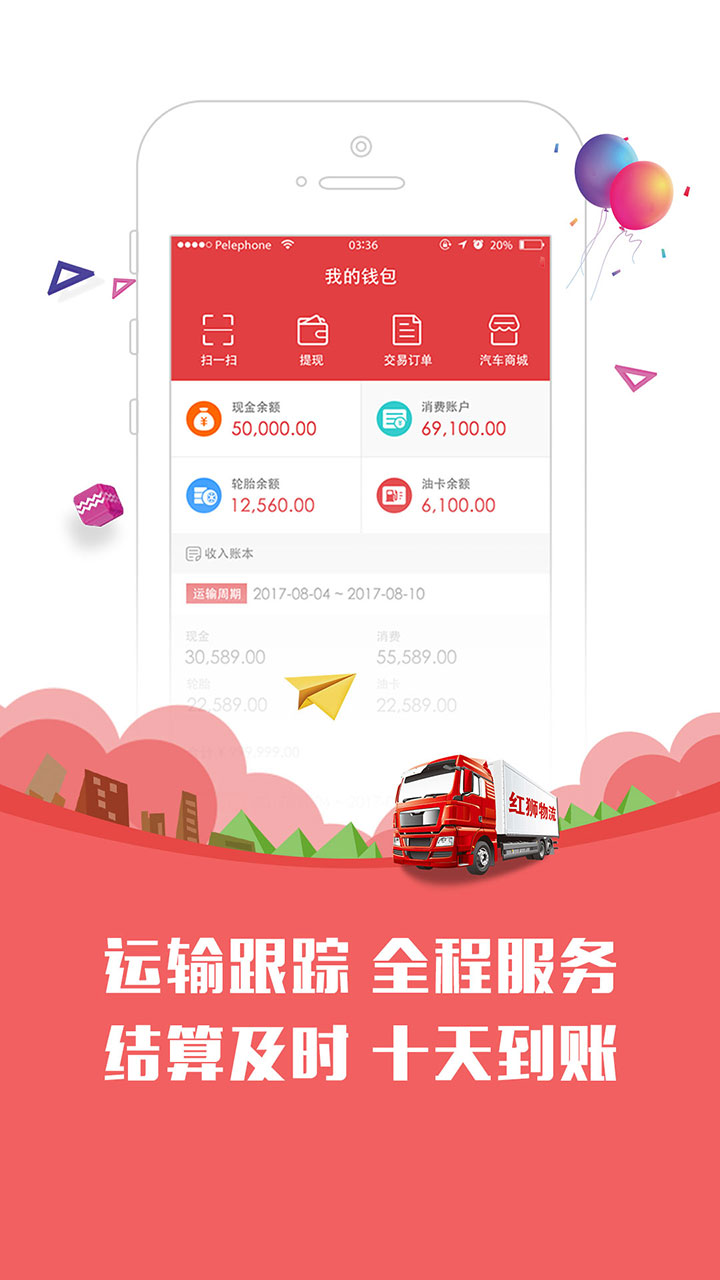 ●●●●○ Pelephone 03:36 20%
我的钱包
扫一扫 提现 交易订单 汽车商城
现金余额 消费账户
50,000.00 69,100.00
轮胎余额 油卡余额
12,560.00 6,100.00
收入账本
运输周期 2017-08-04 ~ 2017-08-10
现金 消费
30,589.00 55,589.00
轮胎 油卡
22,589.00 22,589.00
红狮物流
运输跟踪 全程服务
结算及时 十天到账